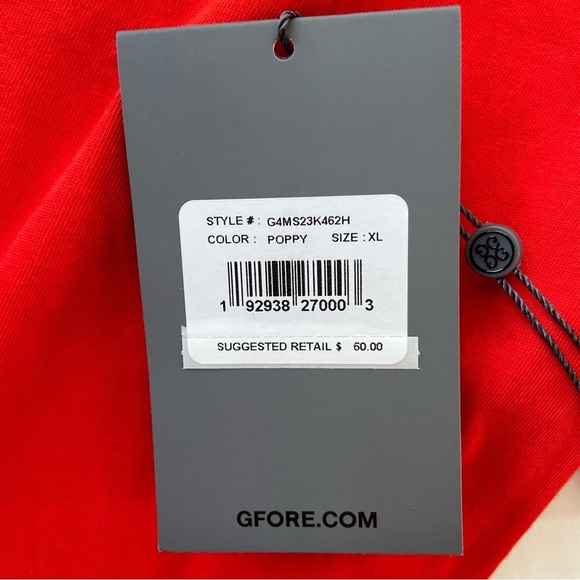 STYLE # : G4MS23K462H
COLOR : POPPY SIZE : XL
1 92938 27000 3
SUGGESTED RETAIL $ 60.00
GFORE.COM